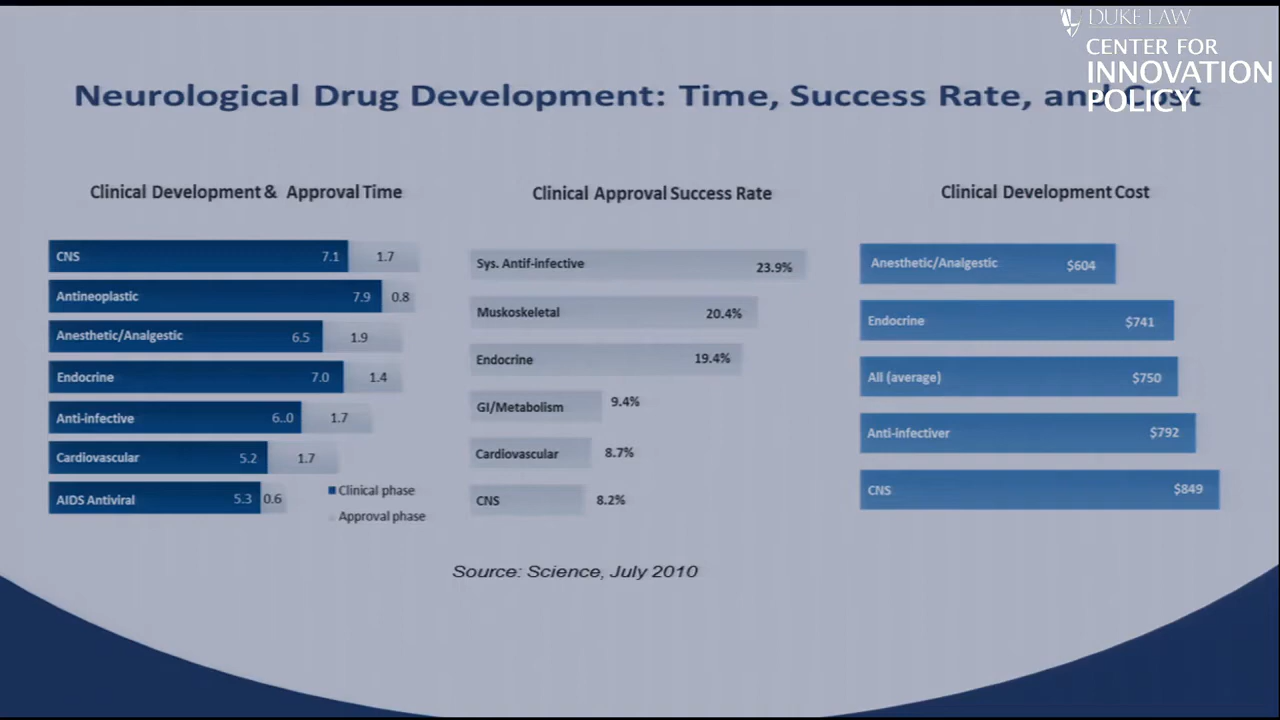 DUKE LAW
CENTER FOR
INNOVATION
POLICY
Neurological Drug Development: Time, Success Rate, and Cost
Clinical Development & Approval Time
CNS 7.1 1.7
Antineoplastic 7.9 0.8
Anesthetic/Analgestic 6.5 1.9
Endocrine 7.0 1.4
Anti-infective 6..0 1.7
Cardiovascular 5.2 1.7
AIDS Antiviral 5.3 0.6
Clinical phase
Approval phase
Clinical Approval Success Rate
Sys. Antif-infective 23.9%
Muskoskeletal 20.4%
Endocrine 19.4%
GI/Metabolism 9.4%
Cardiovascular 8.7%
CNS 8.2%
Clinical Development Cost
Anesthetic/Analgestic $604
Endocrine $741
All (average) $750
Anti-infectiver $792
CNS $849
Source: Science, July 2010